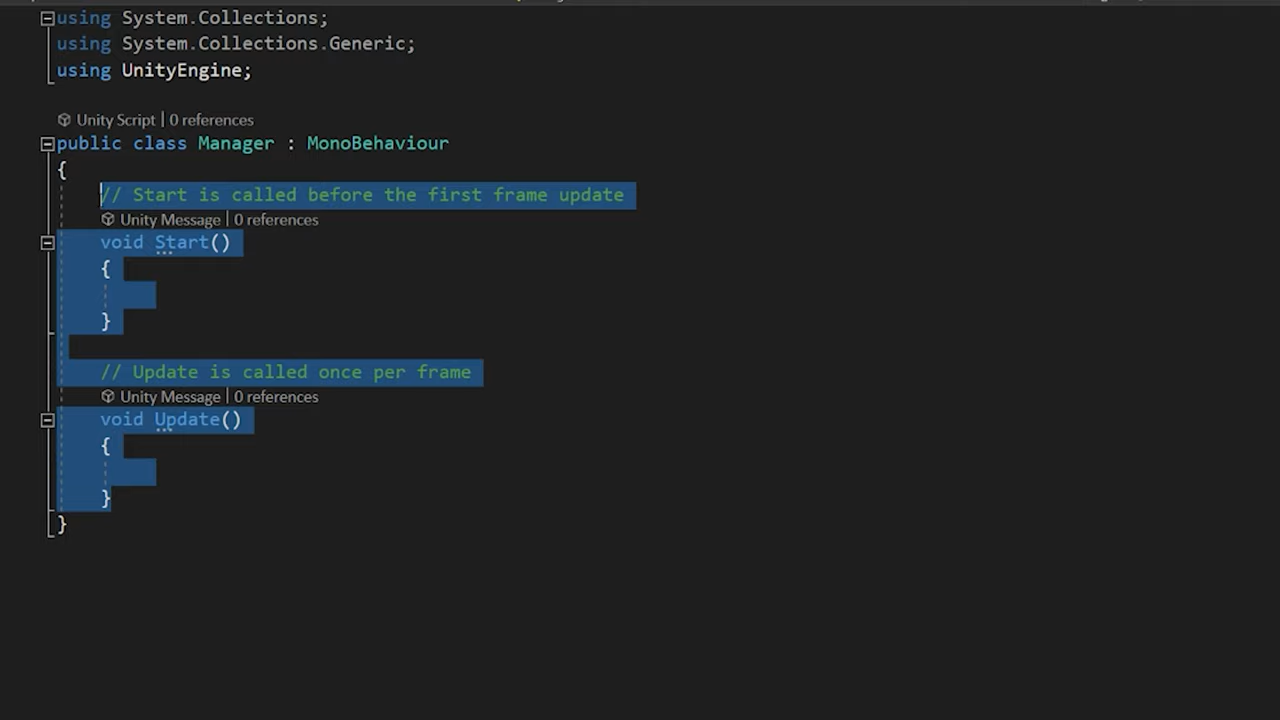 using System.Collections;
using System.Collections.Generic;
using UnityEngine;
Unity Script | 0 references
public class Manager : MonoBehaviour
{
// Start is called before the first frame update
Unity Message | 0 references
void Start()
{
}
// Update is called once per frame
Unity Message | 0 references
void Update()
{
}
}